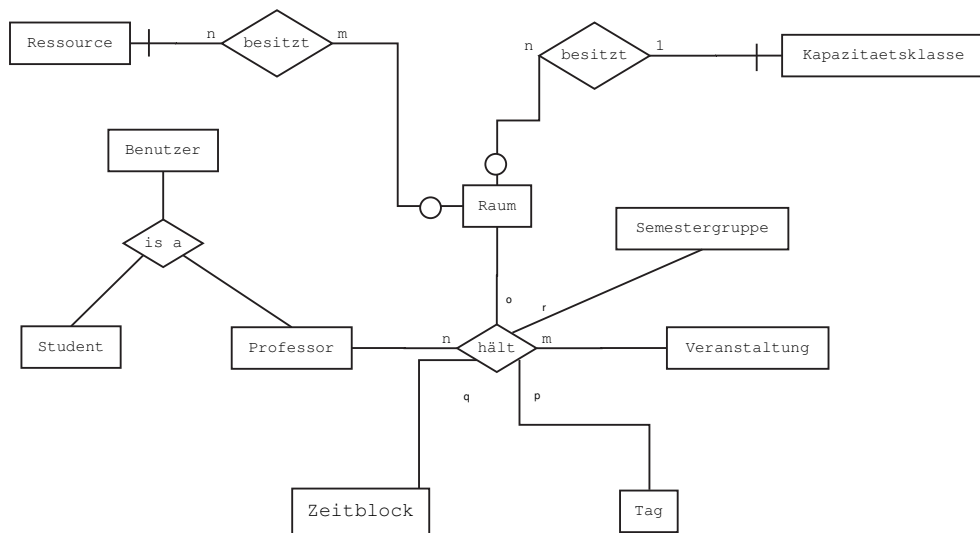 Ressource
n
besitzt
m
n
besitzt
1
Kapazitaetsklasse
Benutzer
is a
Raum
Semestergruppe
o
r
Student
Professor
n
hält
m
Veranstaltung
q
p
Zeitblock
Tag